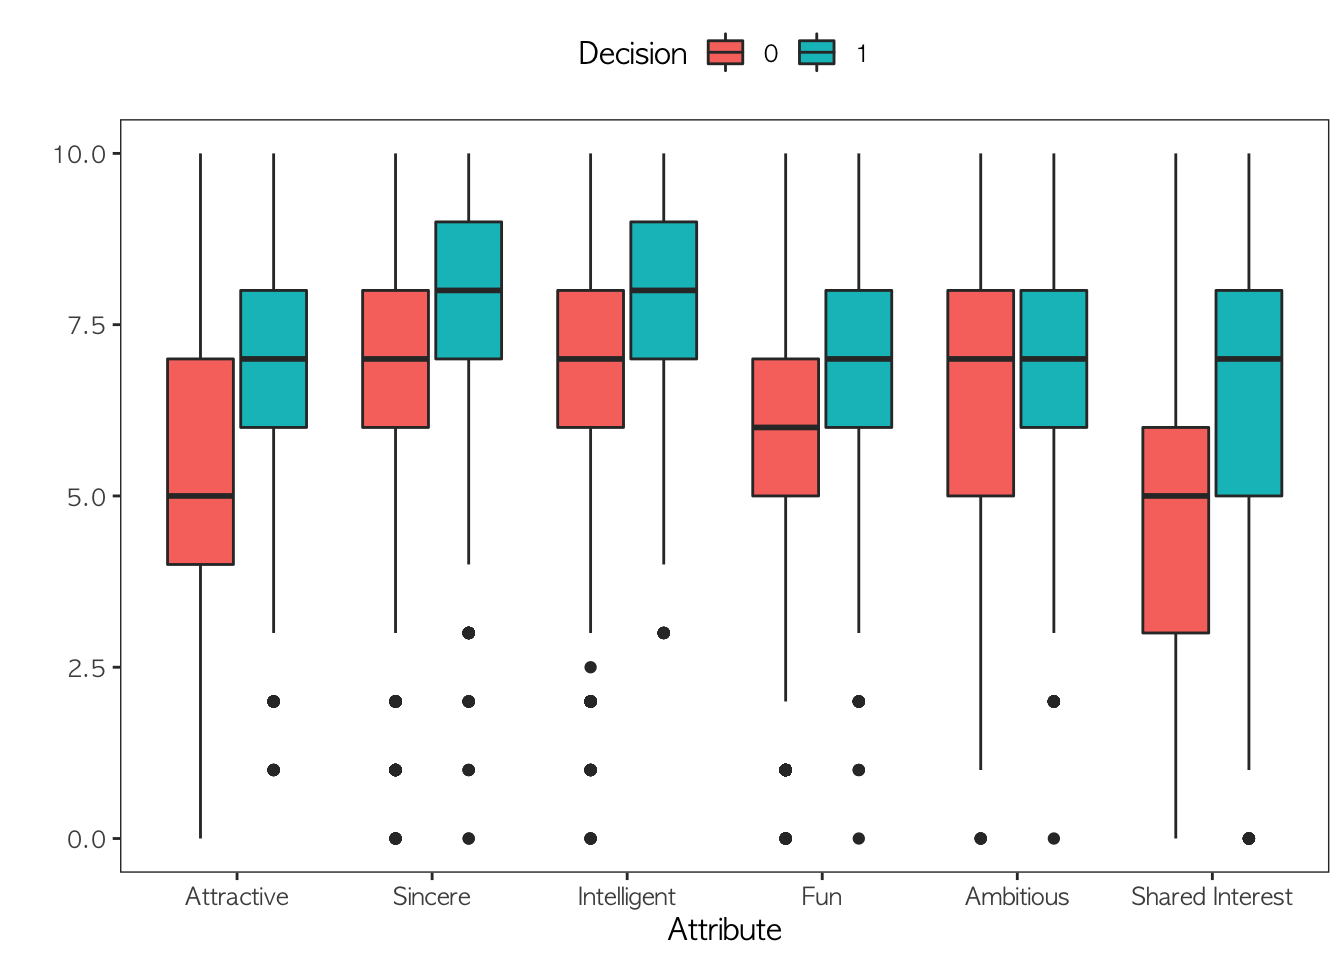 Decision 0 1
10.0
7.5
5.0
2.5
0.0
Attractive Sincere Intelligent Fun Ambitious Shared Interest
Attribute